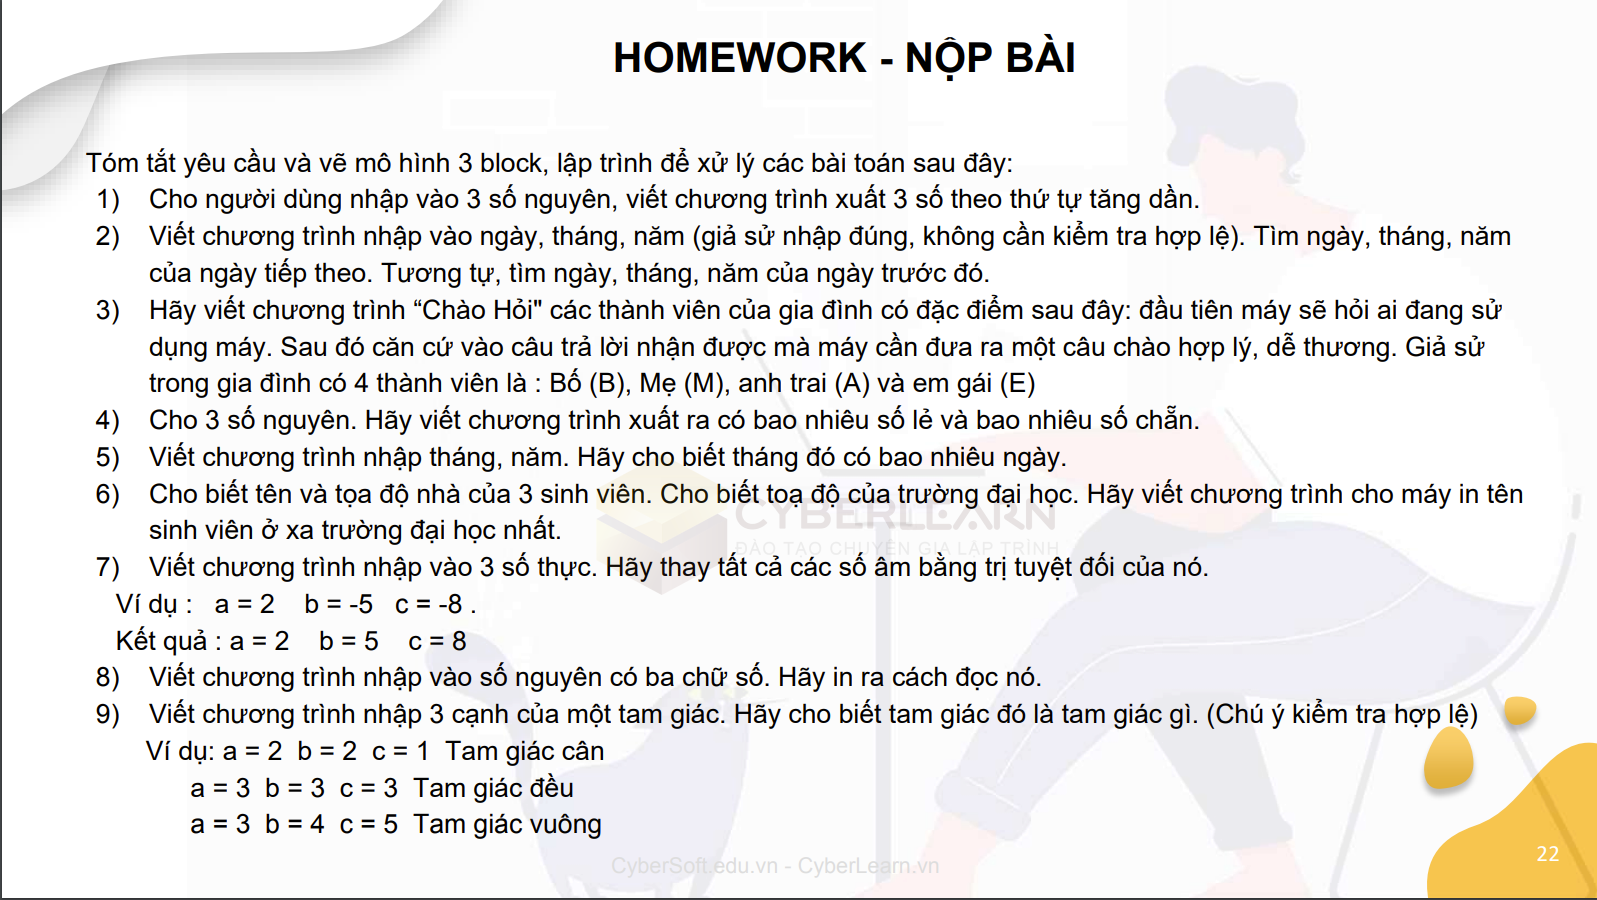 HOMEWORK - NỘP BÀI
Tóm tắt yêu cầu và vẽ mô hình 3 block, lập trình để xử lý các bài toán sau đây:
1) Cho người dùng nhập vào 3 số nguyên, viết chương trình xuất 3 số theo thứ tự tăng dần.
2) Viết chương trình nhập vào ngày, tháng, năm (giả sử nhập đúng, không cần kiểm tra hợp lệ). Tìm ngày, tháng, năm
của ngày tiếp theo. Tương tự, tìm ngày, tháng, năm của ngày trước đó.
3) Hãy viết chương trình “Chào Hỏi" các thành viên của gia đình có đặc điểm sau đây: đầu tiên máy sẽ hỏi ai đang sử
dụng máy. Sau đó căn cứ vào câu trả lời nhận được mà máy cần đưa ra một câu chào hợp lý, dễ thương. Giả sử
trong gia đình có 4 thành viên là : Bố (B), Mẹ (M), anh trai (A) và em gái (E)
4) Cho 3 số nguyên. Hãy viết chương trình xuất ra có bao nhiêu số lẻ và bao nhiêu số chẵn.
5) Viết chương trình nhập tháng, năm. Hãy cho biết tháng đó có bao nhiêu ngày.
6) Cho biết tên và tọa độ nhà của 3 sinh viên. Cho biết toạ độ của trường đại học. Hãy viết chương trình cho máy in tên
sinh viên ở xa trường đại học nhất.
CYBERLEARN
ĐÀO TẠO CHUYÊN GIA LẬP TRÌNH
7) Viết chương trình nhập vào 3 số thực. Hãy thay tất cả các số âm bằng trị tuyệt đối của nó.
Ví dụ : a = 2 b = -5 c = -8 .
Kết quả : a = 2 b = 5 c = 8
8) Viết chương trình nhập vào số nguyên có ba chữ số. Hãy in ra cách đọc nó.
9) Viết chương trình nhập 3 cạnh của một tam giác. Hãy cho biết tam giác đó là tam giác gì. (Chú ý kiểm tra hợp lệ)
Ví dụ: a = 2 b = 2 c = 1 Tam giác cân
a = 3 b = 3 c = 3 Tam giác đều
a = 3 b = 4 c = 5 Tam giác vuông
CyberSoft.edu.vn - CyberLearn.vn
22